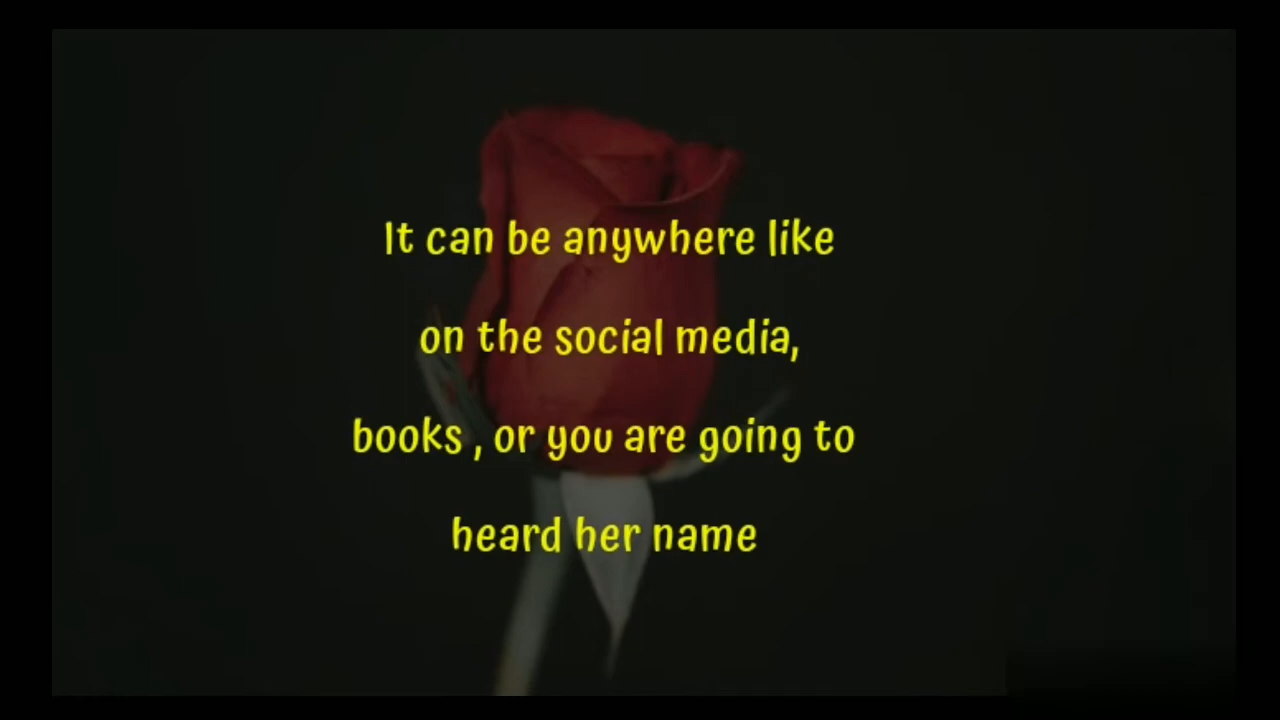 It can be anywhere like
on the social media,
books , or you are going to
heard her name